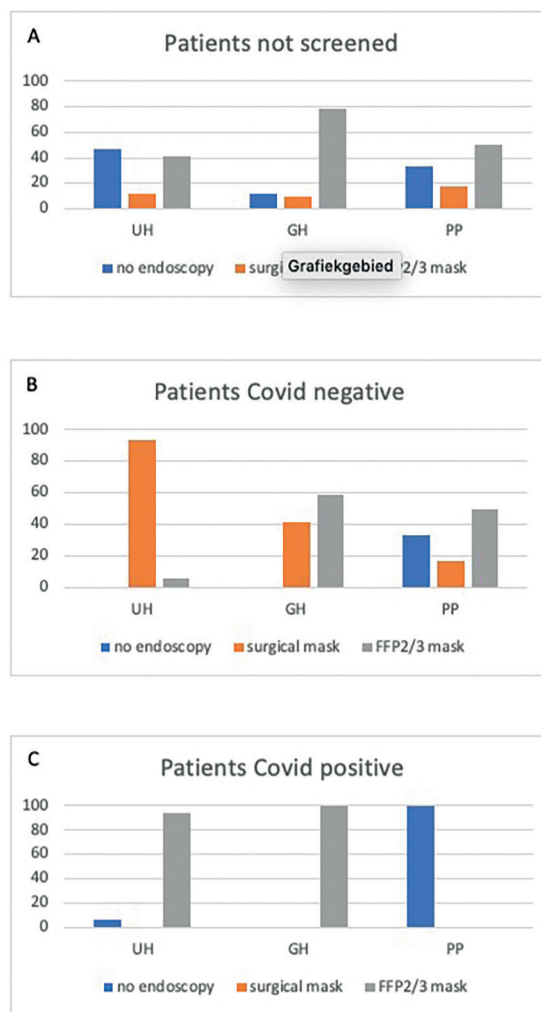 A
Patients not screened
100
80
60
40
20
0
UH GH PP
no endoscopy surgi Grafiekgebied 2/3 mask
B
Patients Covid negative
100
80
60
40
20
0
UH GH PP
no endoscopy surgical mask FFP2/3 mask
C
Patients Covid positive
100
80
60
40
20
0
UH GH PP
no endoscopy surgical mask FFP2/3 mask